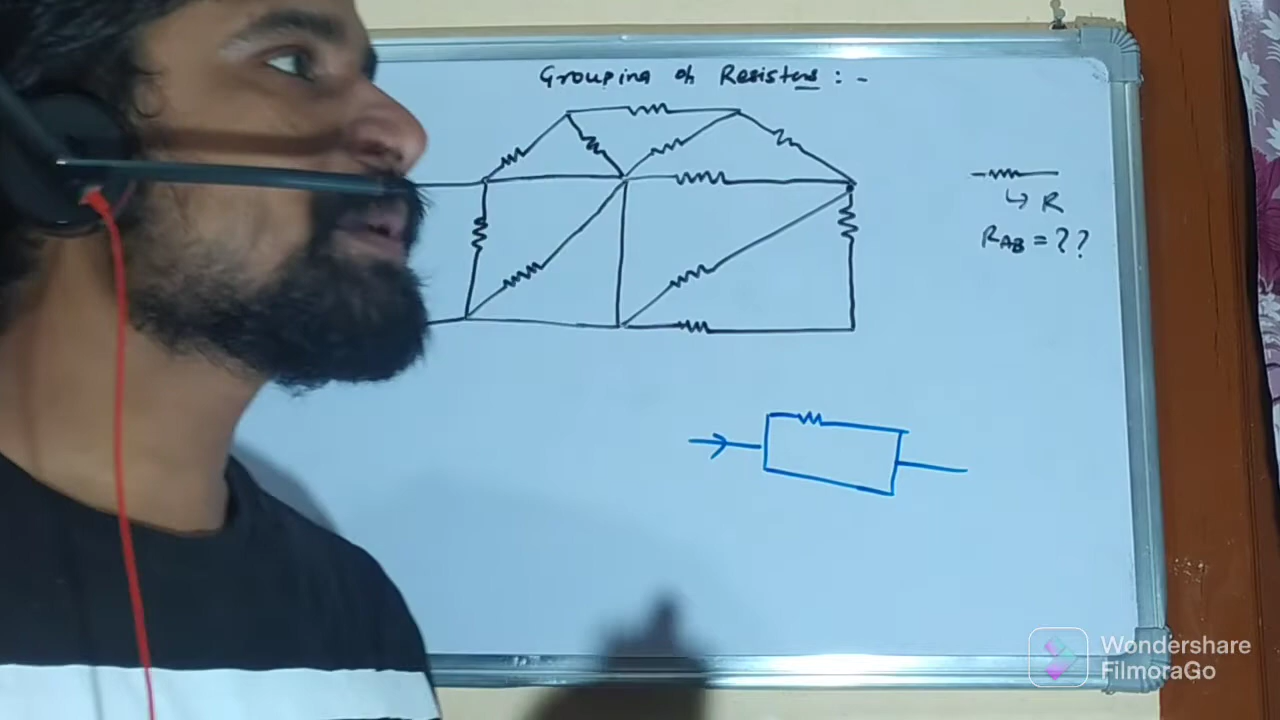 Grouping of Resistors : -
↳ R
RAB = ??
Wondershare
FilmoraGo